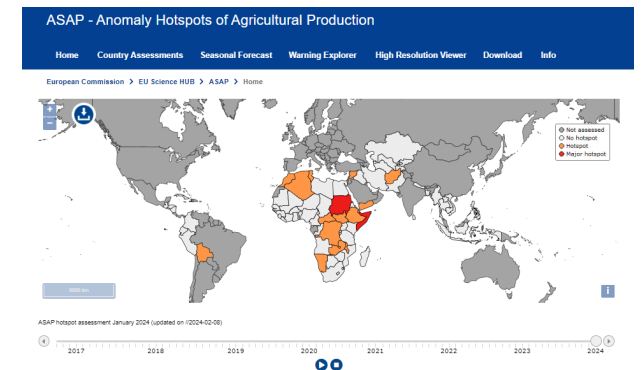 ASAP - Anomaly Hotspots of Agricultural Production
Home Country Assessments Seasonal Forecast Warning Explorer High Resolution Viewer Download Info
European Commission > EU Science HUB > ASAP > Home
+
−
Not assessed
No hotspot
Hotspot
Major hotspot
i
ASAP hotspot assessment January 2024 (updated on //2024-02-08)
2017 2018 2019 2020 2021 2022 2023 2024